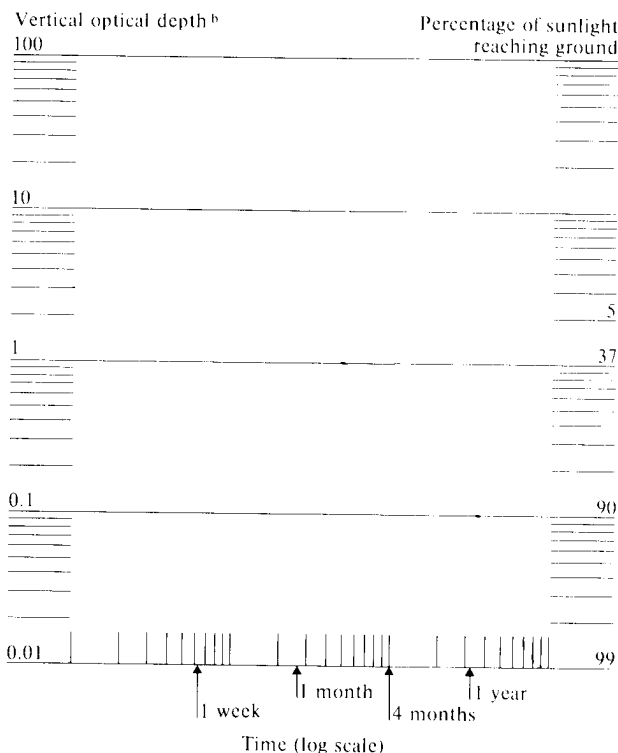 Vertical optical depth b
Percentage of sunlight
reaching ground
100
10
5
1
37
0.1
90
0.01
99
1 week
1 month
4 months
1 year
Time (log scale)